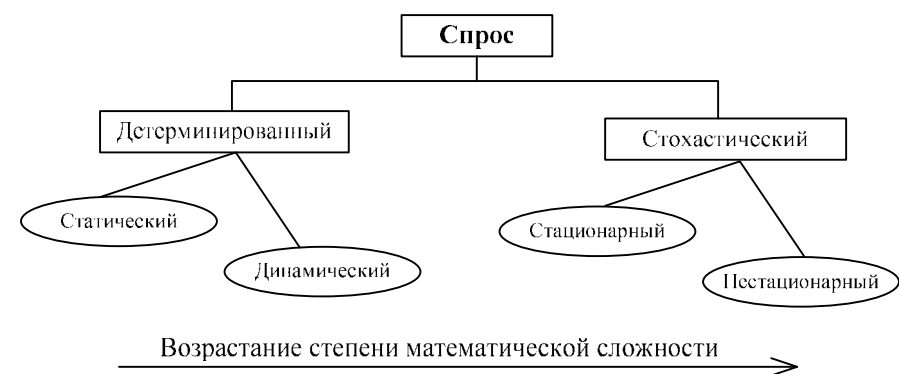 Спрос
Детерминированный
Стохастический
Статический
Стационарный
Динамический
Нестационарный
Возрастание степени математической сложности